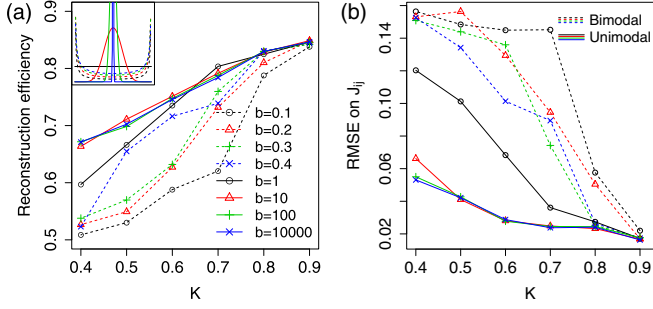 (a)
Reconstruction efficiency
0.9
0.8
0.7
0.6
0.5
b=0.1
b=0.2
b=0.3
b=0.4
b=1
b=10
b=100
b=10000
0.4 0.5 0.6 0.7 0.8 0.9
K
(b)
RMSE on J_ij
0.14
0.10
0.06
0.02
Bimodal
Unimodal
0.4 0.5 0.6 0.7 0.8 0.9
K